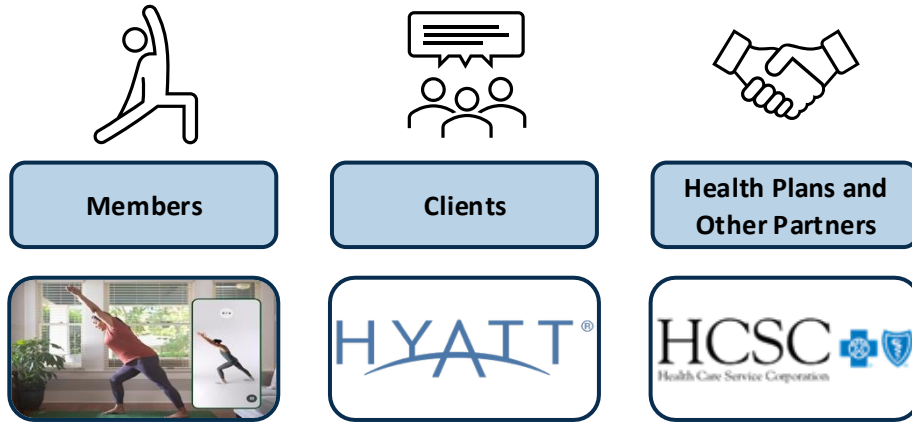 Members
Clients
Health Plans and
Other Partners
HYATT®
HCSC
Health Care Service Corporation